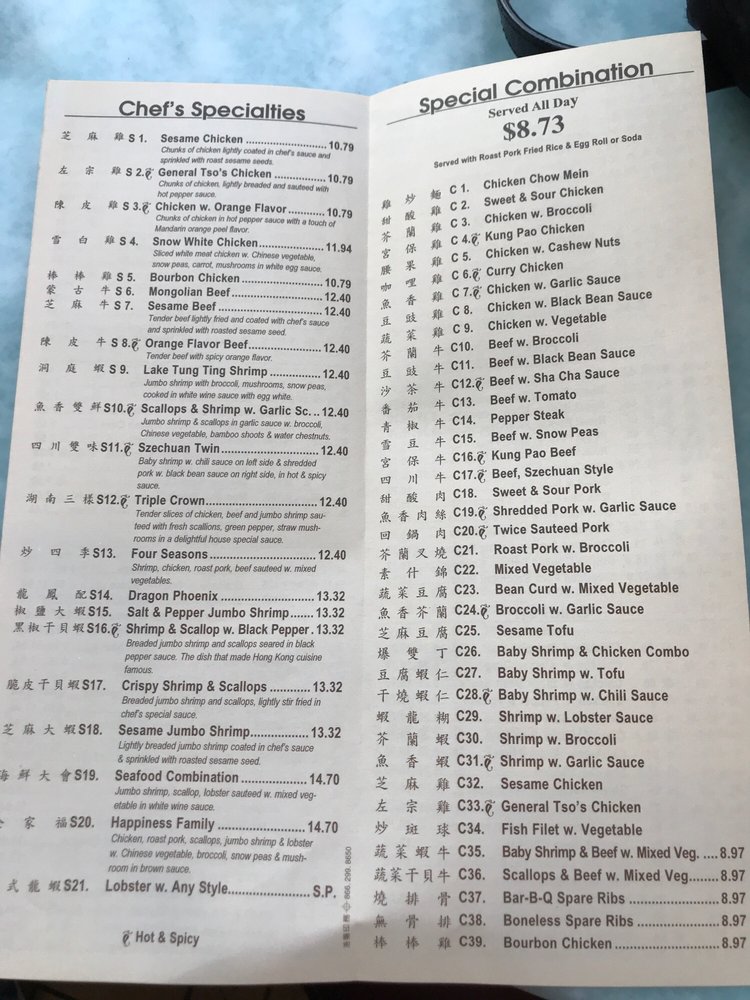 Chef's Specialties
芝麻雞 S 1. Sesame Chicken 10.79
Chunks of chicken lightly coated in chef's sauce and
sprinkled with roast sesame seeds.
左宗雞 S 2. General Tso's Chicken 10.79
Chunks of chicken, lightly breaded and sauteed with
hot pepper sauce.
陳皮雞 S 3. Chicken w. Orange Flavor 10.79
Chunks of chicken in hot pepper sauce with a touch of
Mandarin orange peel flavor.
雪白雞 S 4. Snow White Chicken 11.94
Sliced white meat chicken w. Chinese vegetable,
snow peas, carrot, mushrooms in white egg sauce.
棒棒雞 S 5. Bourbon Chicken 10.79
蒙古牛 S 6. Mongolian Beef 12.40
芝麻牛 S 7. Sesame Beef 12.40
Tender beef lightly fried and coated with chef's sauce
and sprinkled with roasted sesame seed.
陳皮牛 S 8. Orange Flavor Beef 12.40
Tender beef with spicy orange flavor.
洞庭蝦 S 9. Lake Tung Ting Shrimp 12.40
Jumbo shrimp with broccoli, mushrooms, snow peas,
cooked in white wine sauce with egg white.
魚香雙鮮 S10. Scallops & Shrimp w. Garlic Sc. .. 12.40
Jumbo shrimp & scallops in garlic sauce w. broccoli,
Chinese vegetable, bamboo shoots & water chestnuts.
四川雙味 S11. Szechuan Twin 12.40
Baby shrimp w. chili sauce on left side & shredded
pork w. black bean sauce on right side, in hot & spicy
sauce.
湖南三樣 S12. Triple Crown 12.40
Tender slices of chicken, beef and jumbo shrimp sau-
teed with fresh scallions, green pepper, straw mush-
rooms in a delightful house special sauce.
炒四季 S13. Four Seasons 12.40
Shrimp, chicken, roast pork, beef sauteed w. mixed
vegetables.
龍鳳配 S14. Dragon Phoenix 13.32
椒鹽大蝦 S15. Salt & Pepper Jumbo Shrimp 13.32
黑椒干貝蝦 S16. Shrimp & Scallop w. Black Pepper . 13.32
Breaded jumbo shrimp and scallops seared in black
pepper sauce. The dish that made Hong Kong cuisine
famous.
脆皮干貝蝦 S17. Crispy Shrimp & Scallops 13.32
Breaded jumbo shrimp and scallops, lightly stir fried in
chef's special sauce.
芝麻大蝦 S18. Sesame Jumbo Shrimp 13.32
Lightly breaded jumbo shrimp coated in chef's sauce
& sprinkled with roasted sesame seed.
海鮮大會 S19. Seafood Combination 14.70
Jumbo shrimp, scallop, lobster sauteed w. mixed veg-
etable in white wine sauce.
全家福 S20. Happiness Family 14.70
Chicken, roast pork, scallops, jumbo shrimp & lobster
w. Chinese vegetable, broccoli, snow peas & mush-
room in brown sauce.
式龍蝦 S21. Lobster w. Any Style S.P.
Hot & Spicy
868.299.8650
Special Combination
Served All Day
$8.73
Served with Roast Pork Fried Rice & Egg Roll or Soda
雞炒麵 C 1. Chicken Chow Mein
甜酸雞 C 2. Sweet & Sour Chicken
芥蘭雞 C 3. Chicken w. Broccoli
宮保雞 C 4. Kung Pao Chicken
腰果雞 C 5. Chicken w. Cashew Nuts
咖哩雞 C 6. Curry Chicken
魚香雞 C 7. Chicken w. Garlic Sauce
豆豉雞 C 8. Chicken w. Black Bean Sauce
蔬菜雞 C 9. Chicken w. Vegetable
芥蘭牛 C10. Beef w. Broccoli
豆豉牛 C11. Beef w. Black Bean Sauce
沙茶牛 C12. Beef w. Sha Cha Sauce
番茄牛 C13. Beef w. Tomato
青椒牛 C14. Pepper Steak
雪豆牛 C15. Beef w. Snow Peas
宮保牛 C16. Kung Pao Beef
四川牛 C17. Beef, Szechuan Style
甜酸肉 C18. Sweet & Sour Pork
魚香肉絲 C19. Shredded Pork w. Garlic Sauce
回鍋肉 C20. Twice Sauteed Pork
芥蘭叉燒 C21. Roast Pork w. Broccoli
素什錦 C22. Mixed Vegetable
蔬菜豆腐 C23. Bean Curd w. Mixed Vegetable
魚香芥蘭 C24. Broccoli w. Garlic Sauce
芝麻豆腐 C25. Sesame Tofu
爆雙丁 C26. Baby Shrimp & Chicken Combo
豆腐蝦仁 C27. Baby Shrimp w. Tofu
干燒蝦仁 C28. Baby Shrimp w. Chili Sauce
蝦龍糊 C29. Shrimp w. Lobster Sauce
芥蘭蝦 C30. Shrimp w. Broccoli
魚香蝦 C31. Shrimp w. Garlic Sauce
芝麻雞 C32. Sesame Chicken
左宗雞 C33. General Tso's Chicken
炒斑球 C34. Fish Filet w. Vegetable
蔬菜蝦牛 C35. Baby Shrimp & Beef w. Mixed Veg. .... 8.97
蔬菜干貝牛 C36. Scallops & Beef w. Mixed Veg. 8.97
燒排骨 C37. Bar-B-Q Spare Ribs 8.97
無骨排 C38. Boneless Spare Ribs 8.97
棒棒雞 C39. Bourbon Chicken 8.97